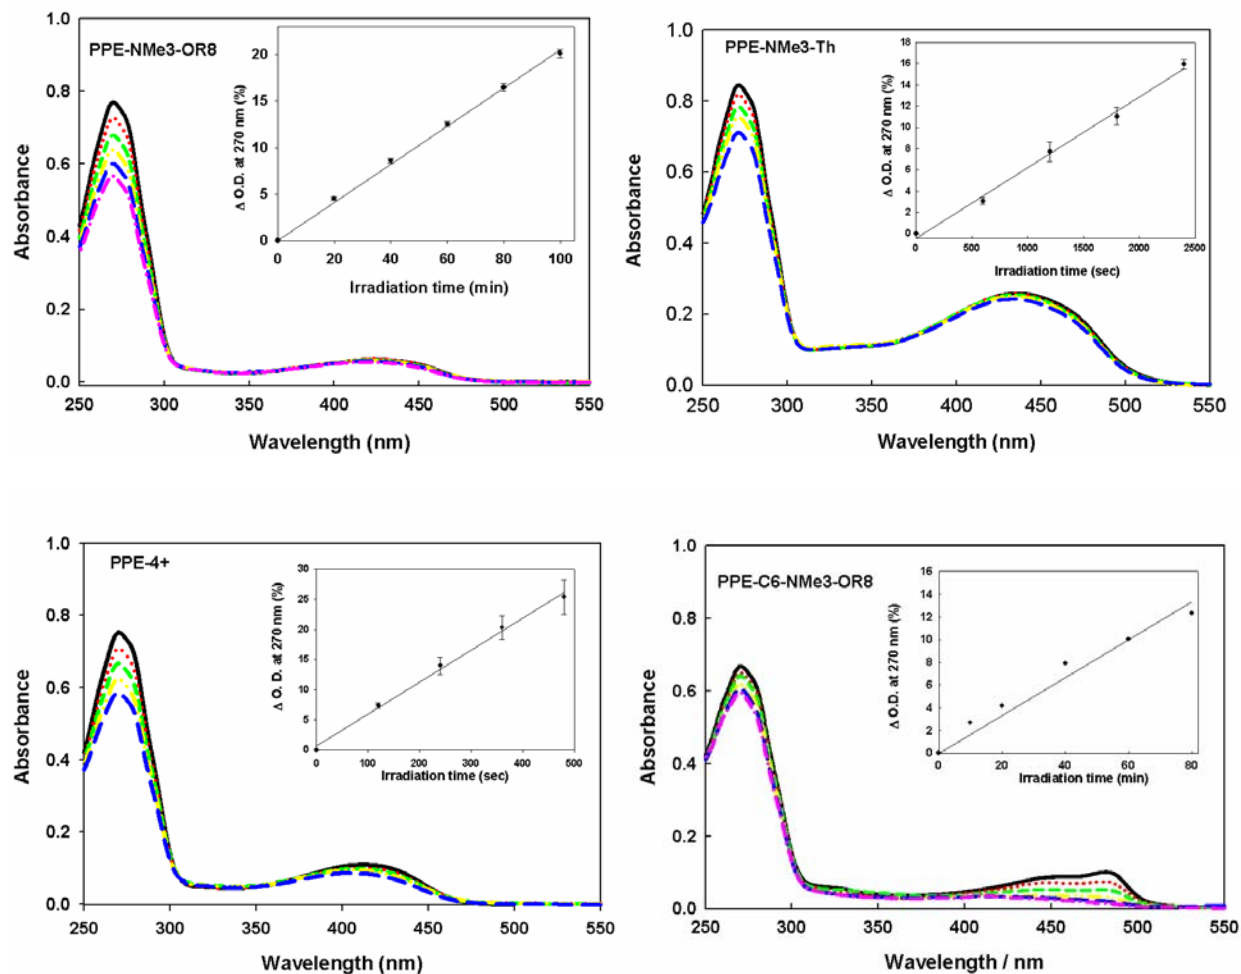 PPE-NMe3-OR8
Absorbance
1.0
0.8
0.6
0.4
0.2
0.0
250 300 350 400 450 500 550
Wavelength (nm)
Δ O.D. at 270 nm (%)
20
15
10
5
0
0 20 40 60 80 100
Irradiation time (min)
PPE-NMe3-Th
Absorbance
1.0
0.8
0.6
0.4
0.2
0.0
250 300 350 400 450 500 550
Wavelength (nm)
Δ O.D. at 270 nm (%)
18
16
14
12
10
8
6
4
2
0
0 500 1000 1500 2000 2500
Irradiation time (sec)
PPE-4+
Absorbance
1.0
0.8
0.6
0.4
0.2
0.0
250 300 350 400 450 500 550
Wavelength (nm)
Δ O. D. at 270 nm (%)
30
25
20
15
10
5
0
0 100 200 300 400 500
Irradiation time (sec)
PPE-C6-NMe3-OR8
Absorbance
1.0
0.8
0.6
0.4
0.2
0.0
250 300 350 400 450 500 550
Wavelength / nm
Δ O.D. at 270 nm (%)
16
14
12
10
8
6
4
2
0
0 20 40 60 80
Irradiation time (min)